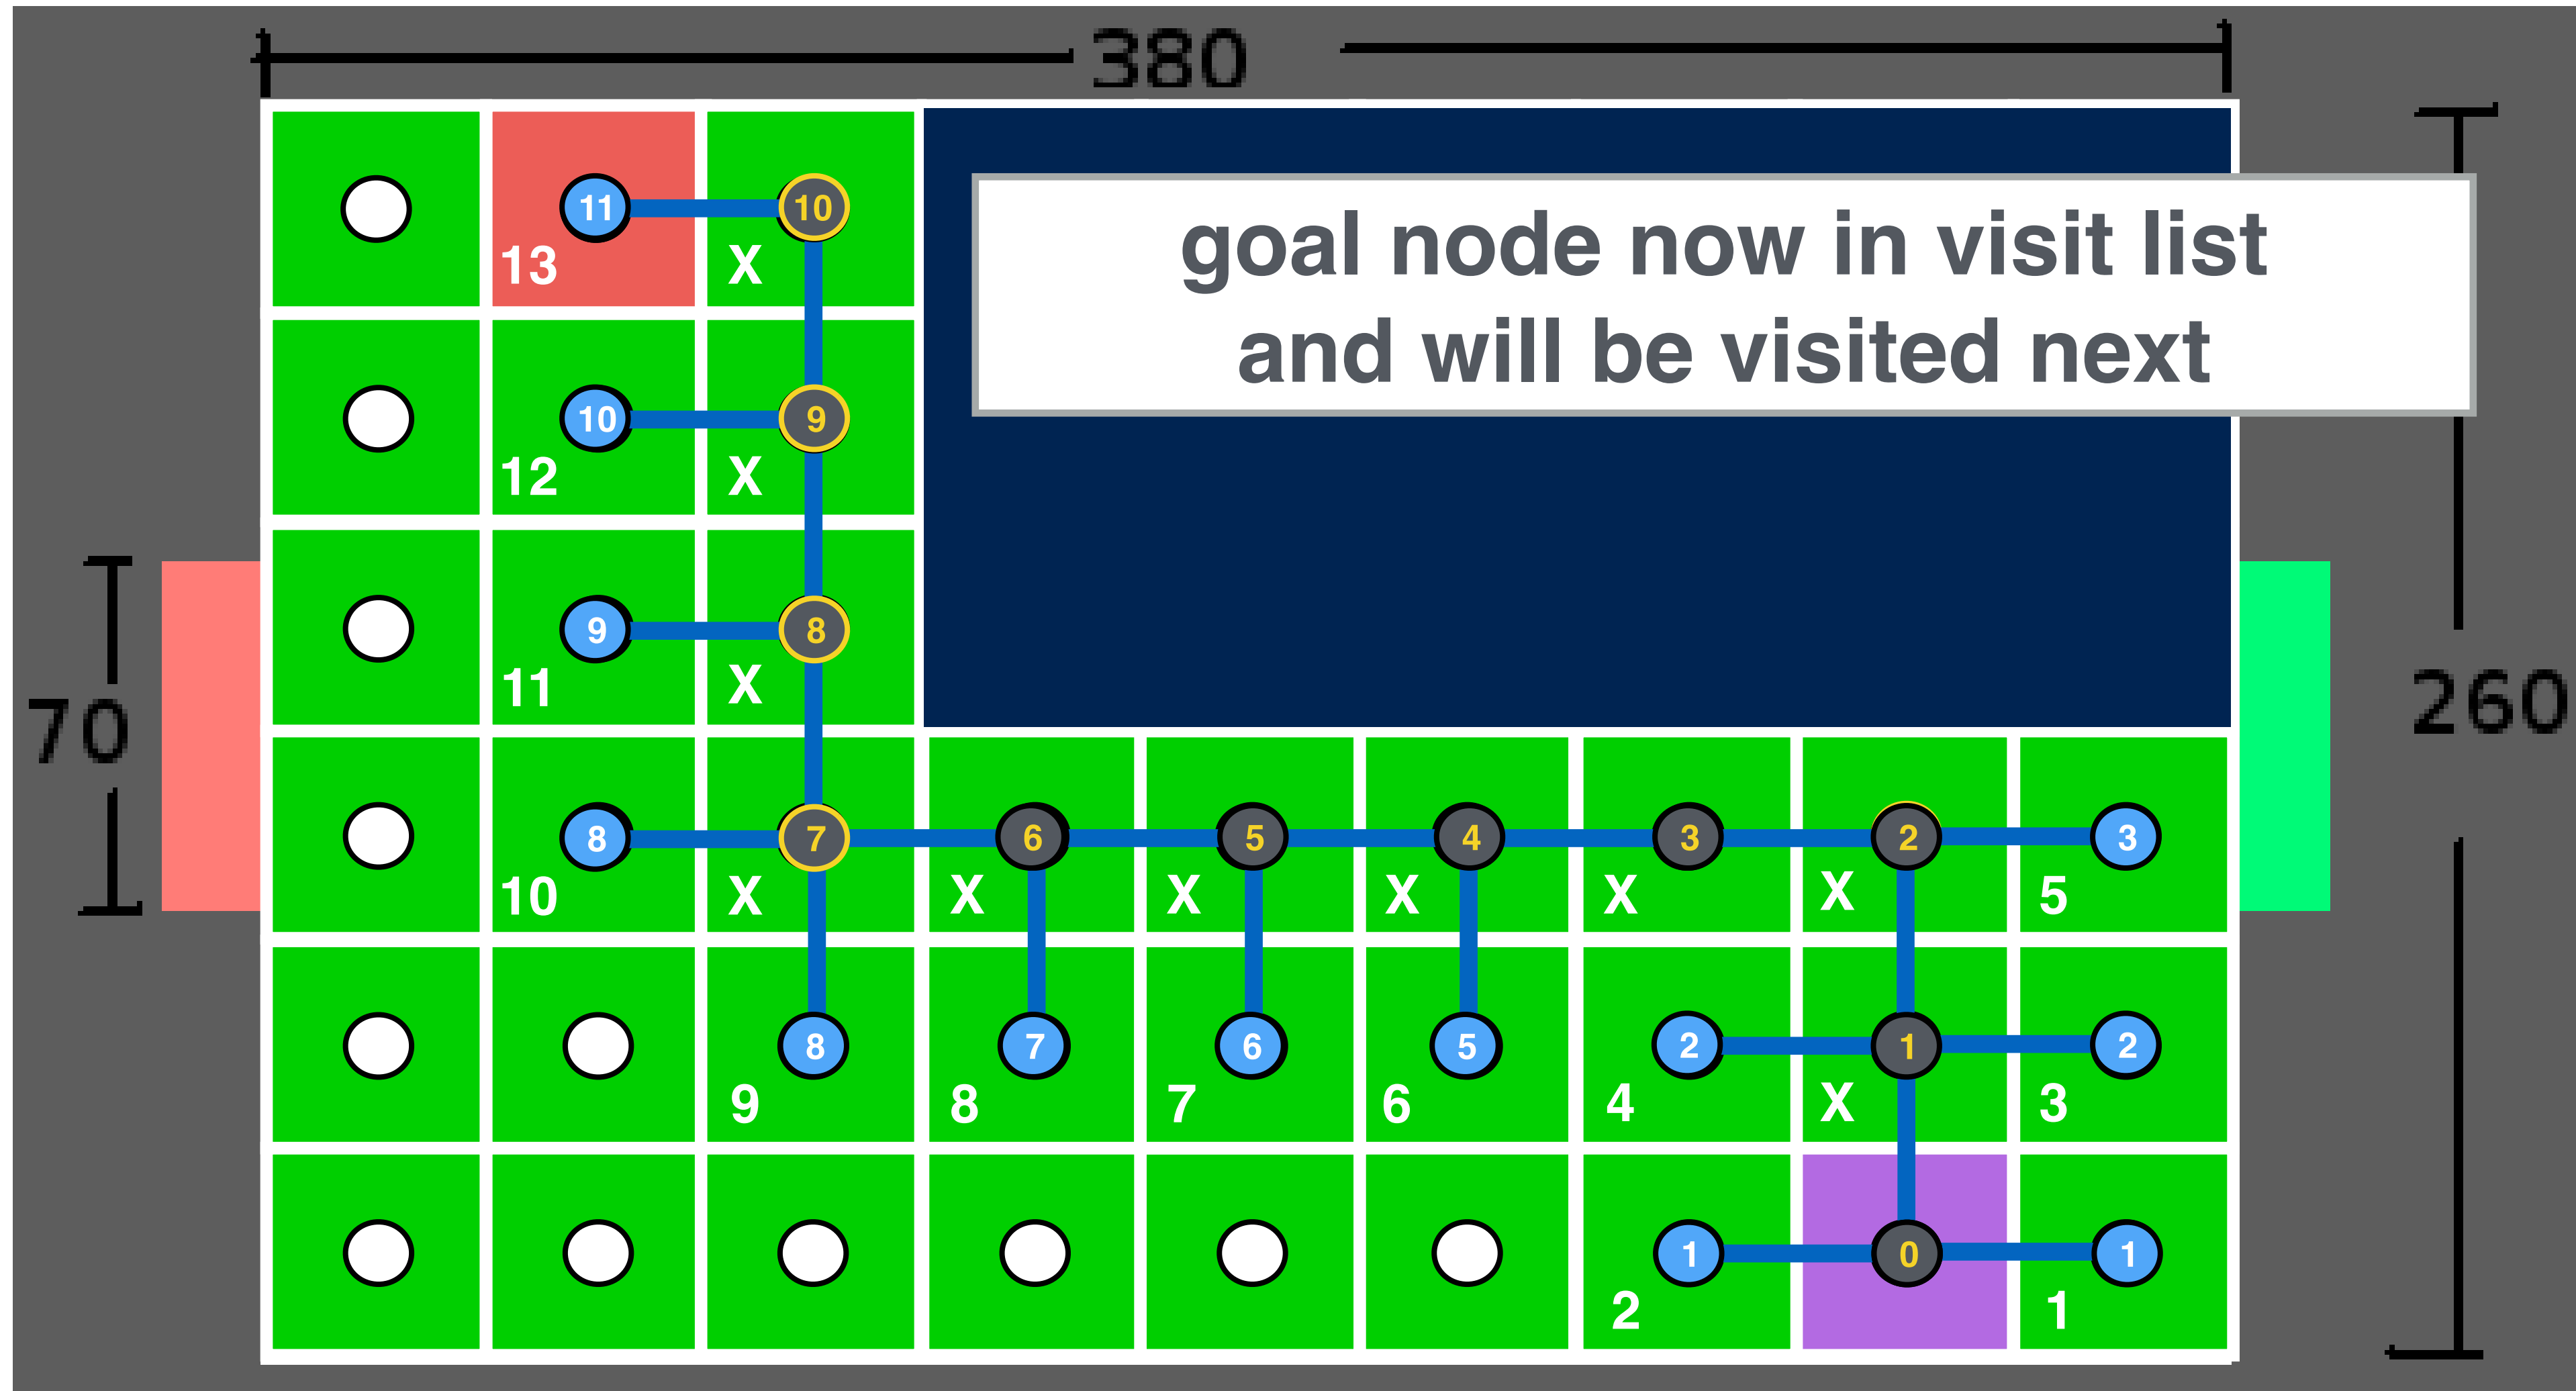 380
goal node now in visit list
and will be visited next
11 10
13 X
10 9
12 X
9 8
11 X
70
260
8 7 6 5 4 3 2 3
10 X X X X X X 5
8 7 6 5 2 1 2
9 8 7 6 4 X 3
1 0 1
2 1